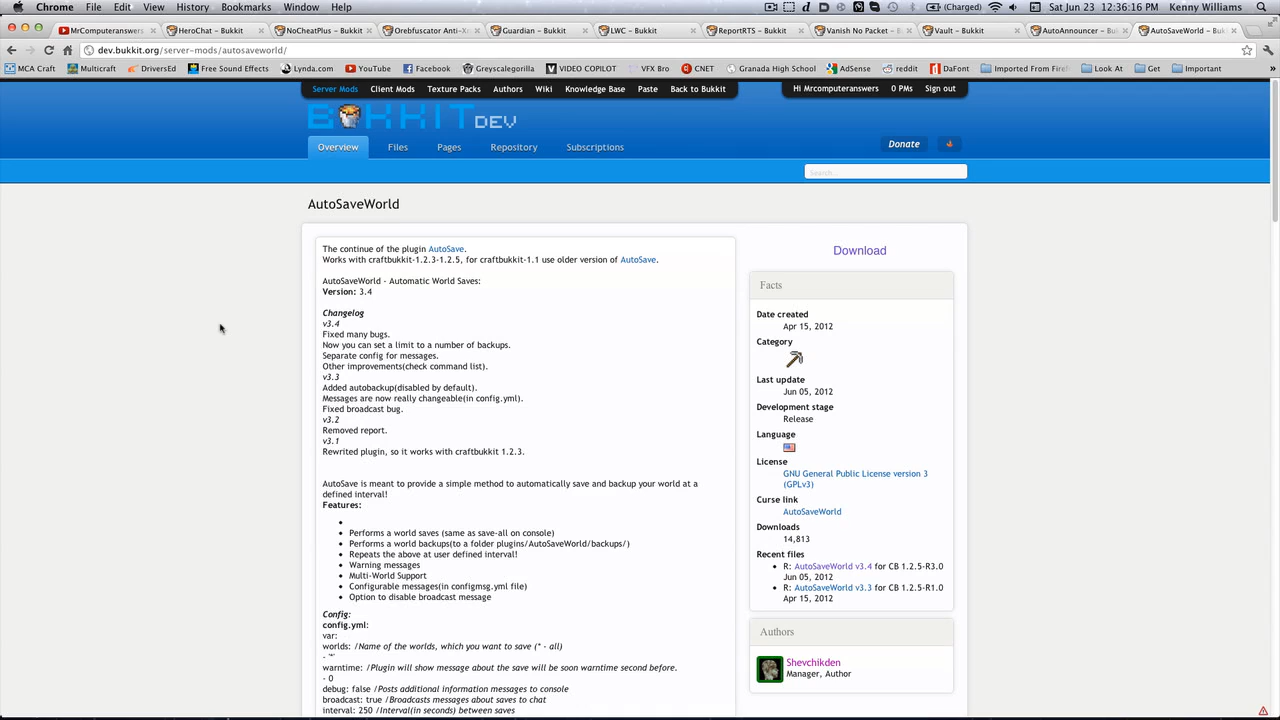 Chrome File Edit View History Bookmarks Window Help (Charged) Sat Jun 23 12:36:16 PM Kenny Williams
MrComputeranswers HeroChat - Bukkit NoCheatPlus - Bukkit Orebfuscator Anti-X Guardian - Bukkit LWC - Bukkit ReportRTS - Bukkit Vanish No Packet - Vault - Bukkit AutoAnnouncer - Buk AutoSaveWorld - Buk
dev.bukkit.org/server-mods/autosaveworld/
MCA Craft Multicraft DriversEd Free Sound Effects Lynda.com YouTube Facebook Greyscalegorilla VIDEO COPILOT VFX Bro CNET Granada High School AdSense reddit DaFont Imported From Firef Look At Get Important »
Server Mods Client Mods Texture Packs Authors Wiki Knowledge Base Paste Back to Bukkit Hi Mrcomputeranswers 0 PMs Sign out
BUKKIT DEV
Overview Files Pages Repository Subscriptions Donate
Search...
AutoSaveWorld
The continue of the plugin AutoSave.
Works with craftbukkit-1.2.3-1.2.5, for craftbukkit-1.1 use older version of AutoSave.
AutoSaveWorld - Automatic World Saves:
Version: 3.4
Changelog
v3.4
Fixed many bugs.
Now you can set a limit to a number of backups.
Separate config for messages.
Other improvements(check command list).
v3.3
Added autobackup(disabled by default).
Messages are now really changeable(in config.yml).
Fixed broadcast bug.
v3.2
Removed report.
v3.1
Rewrited plugin, so it works with craftbukkit 1.2.3.
AutoSave is meant to provide a simple method to automatically save and backup your world at a
defined interval!
Features:
•
• Performs a world saves (same as save-all on console)
• Performs a world backups(to a folder plugins/AutoSaveWorld/backups/)
• Repeats the above at user defined interval!
• Warning messages
• Multi-World Support
• Configurable messages(in configmsg.yml file)
• Option to disable broadcast message
Config:
config.yml:
var:
worlds: /Name of the worlds, which you want to save (* - all)
- '*'
warntime: /Plugin will show message about the save will be soon warntime second before.
- 0
debug: false /Posts additional information messages to console
broadcast: true /Broadcasts messages about saves to chat
interval: 250 /Interval(in seconds) between saves
Download
Facts
Date created
Apr 15, 2012
Category
Last update
Jun 05, 2012
Development stage
Release
Language
License
GNU General Public License version 3
(GPLv3)
Curse link
AutoSaveWorld
Downloads
14,813
Recent files
• R: AutoSaveWorld v3.4 for CB 1.2.5-R3.0
Jun 05, 2012
• R: AutoSaveWorld v3.3 for CB 1.2.5-R1.0
Apr 15, 2012
Authors
Shevchikden
Manager, Author